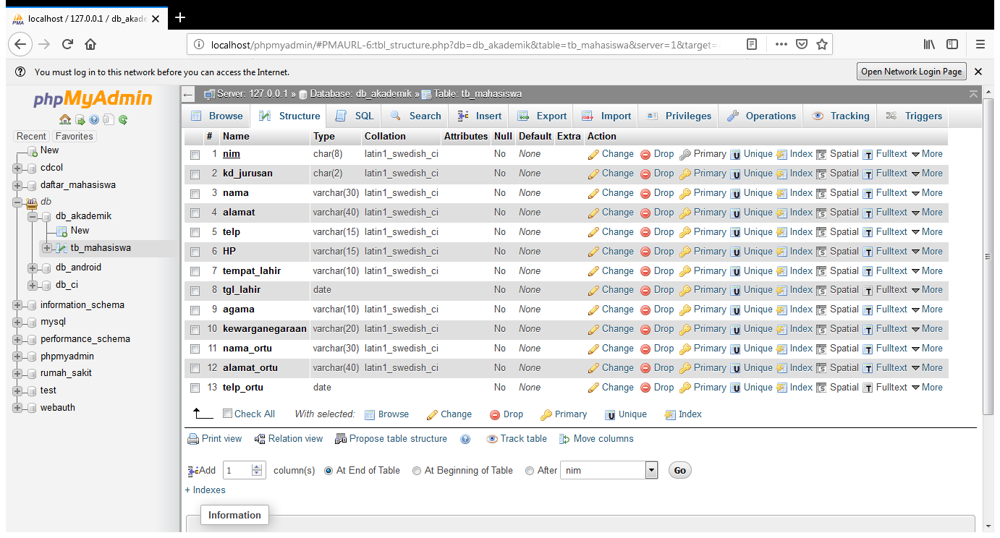 localhost / 127.0.0.1 / db_akade
localhost/phpmyadmin/#PMAURL-6:tbl_structure.php?db=db_akademik&table=tb_mahasiswa&server=1&target=
You must log in to this network before you can access the Internet. Open Network Login Page
phpMyAdmin
Recent Favorites
New
cdcol
daftar_mahasiswa
db
db_akademik
New
tb_mahasiswa
db_android
db_ci
information_schema
mysql
performance_schema
phpmyadmin
rumah_sakit
test
webauth
Server: 127.0.0.1 » Database: db_akademik » Table: tb_mahasiswa
Browse Structure SQL Search Insert Export Import Privileges Operations Tracking Triggers
# Name Type Collation Attributes Null Default Extra Action
1 nim char(8) latin1_swedish_ci No None Change Drop Primary Unique Index Spatial Fulltext More
2 kd_jurusan char(2) latin1_swedish_ci No None Change Drop Primary Unique Index Spatial Fulltext More
3 nama varchar(30) latin1_swedish_ci No None Change Drop Primary Unique Index Spatial Fulltext More
4 alamat varchar(40) latin1_swedish_ci No None Change Drop Primary Unique Index Spatial Fulltext More
5 telp varchar(15) latin1_swedish_ci No None Change Drop Primary Unique Index Spatial Fulltext More
6 HP varchar(15) latin1_swedish_ci No None Change Drop Primary Unique Index Spatial Fulltext More
7 tempat_lahir varchar(10) latin1_swedish_ci No None Change Drop Primary Unique Index Spatial Fulltext More
8 tgl_lahir date No None Change Drop Primary Unique Index Spatial Fulltext More
9 agama varchar(10) latin1_swedish_ci No None Change Drop Primary Unique Index Spatial Fulltext More
10 kewarganegaraan varchar(20) latin1_swedish_ci No None Change Drop Primary Unique Index Spatial Fulltext More
11 nama_ortu varchar(30) latin1_swedish_ci No None Change Drop Primary Unique Index Spatial Fulltext More
12 alamat_ortu varchar(40) latin1_swedish_ci No None Change Drop Primary Unique Index Spatial Fulltext More
13 telp_ortu date No None Change Drop Primary Unique Index Spatial Fulltext More
Check All With selected: Browse Change Drop Primary Unique Index
Print view Relation view Propose table structure Track table Move columns
Add 1 column(s) At End of Table At Beginning of Table After nim Go
+ Indexes
Information